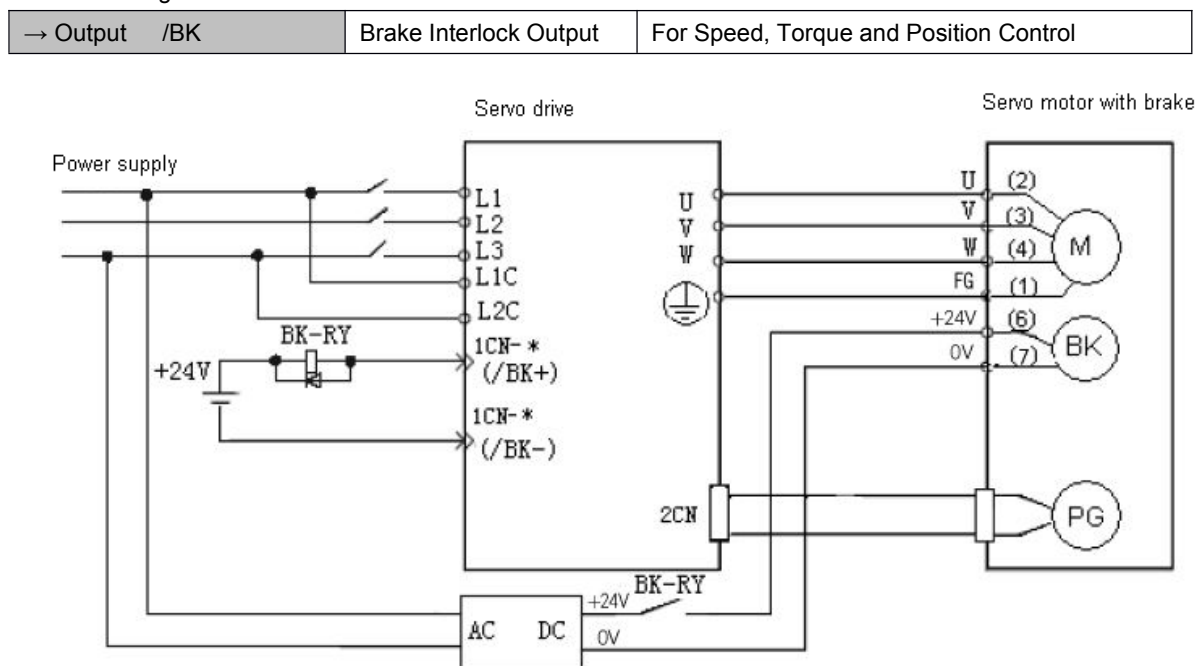 → Output /BK Brake Interlock Output For Speed, Torque and Position Control
Servo drive
Servo motor with brake
Power supply
L1
L2
L3
L1C
L2C
U
V
W
U (2)
V (3)
W (4)
FG (1)
M
+24V (6)
0V (7)
BK
BK-RY
+24V
1CN-*
(/BK+)
1CN-*
(/BK-)
2CN
PG
BK-RY
+24V
AC DC
0V